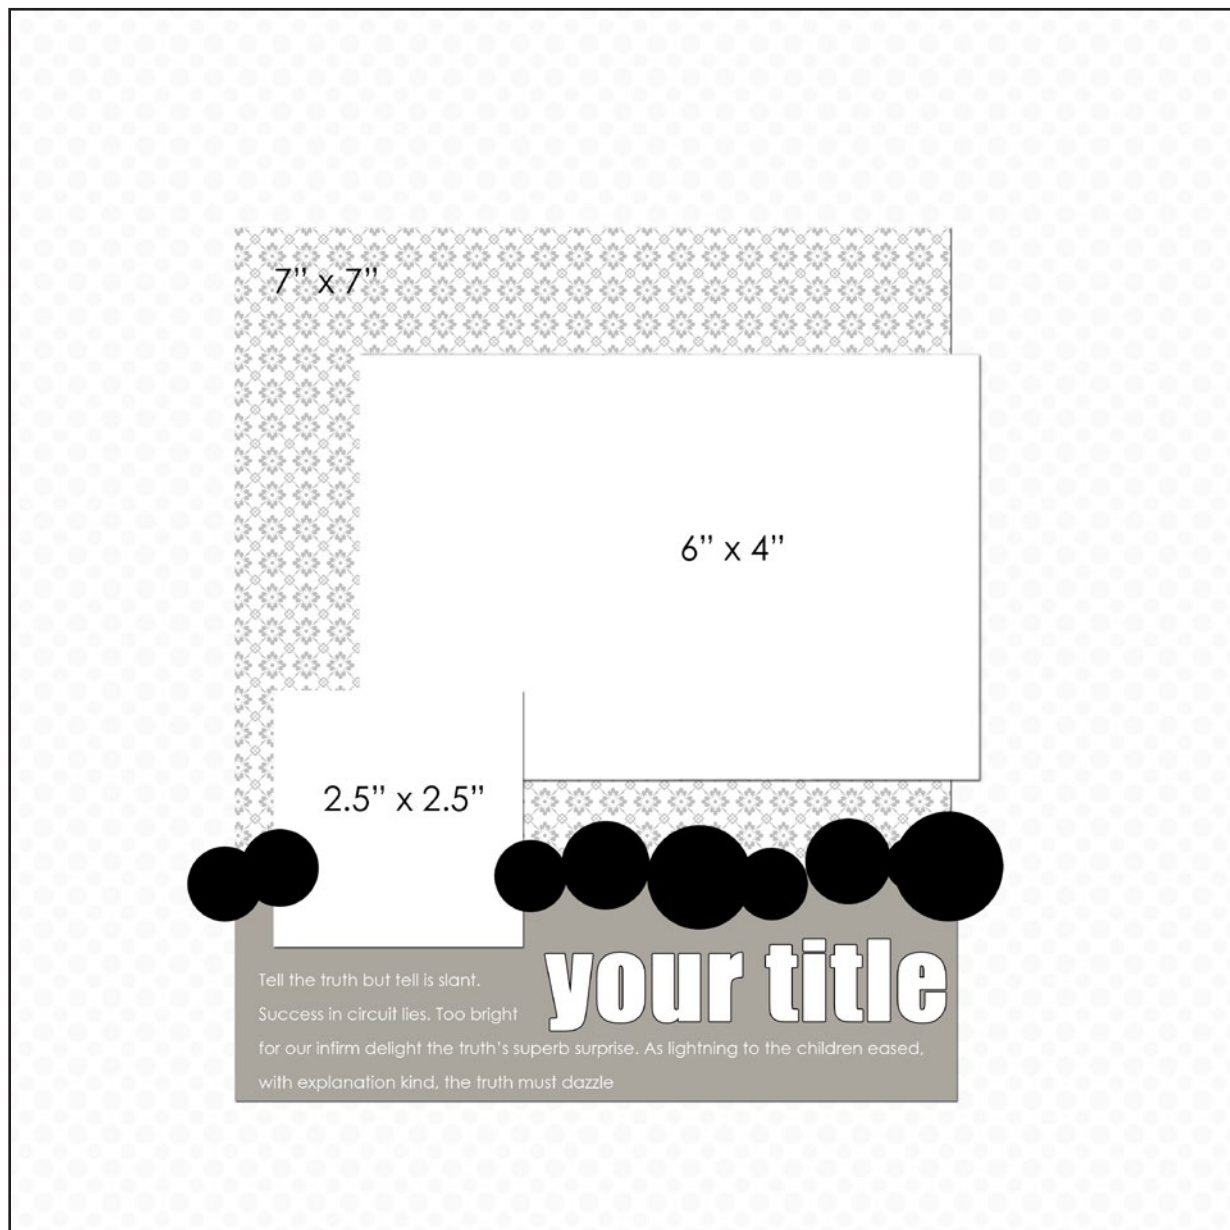 7” x 7”
6” x 4”
2.5” x 2.5”
your title
Tell the truth but tell is slant.
Success in circuit lies. Too bright
for our infirm delight the truth’s superb surprise. As lightning to the children eased,
with explanation kind, the truth must dazzle